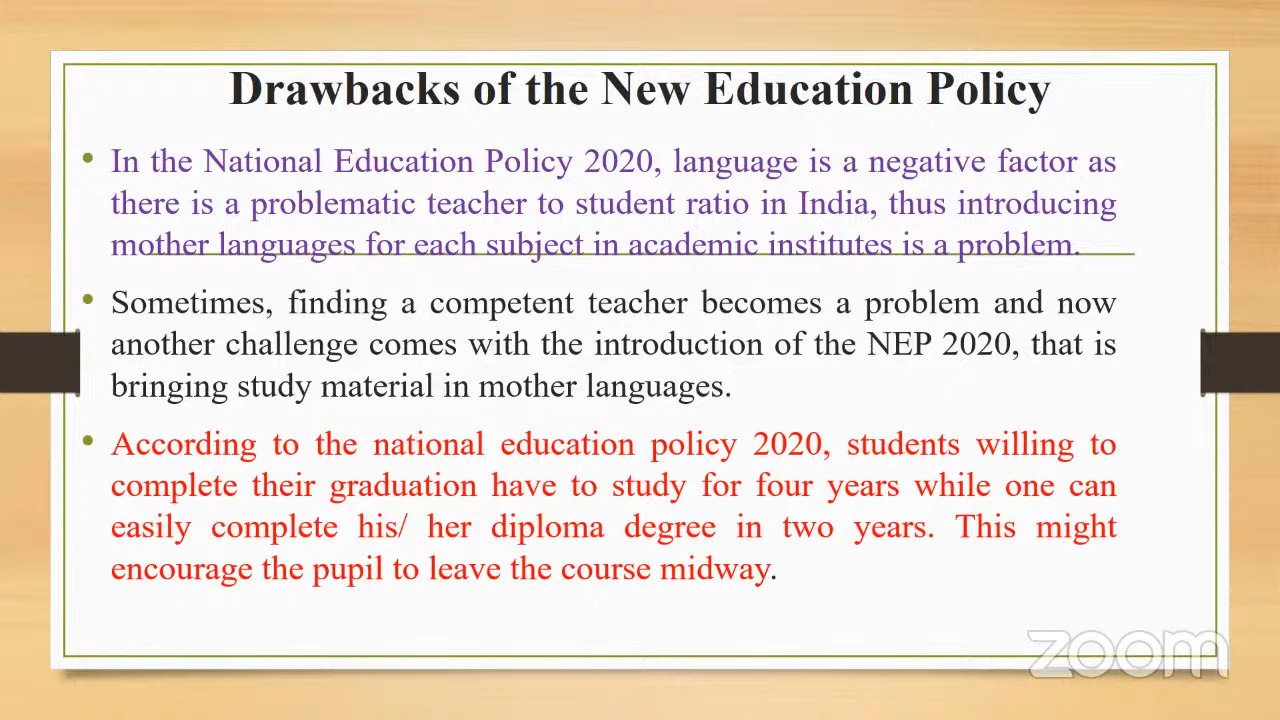 Drawbacks of the New Education Policy
• In the National Education Policy 2020, language is a negative factor as
there is a problematic teacher to student ratio in India, thus introducing
mother languages for each subject in academic institutes is a problem.
• Sometimes, finding a competent teacher becomes a problem and now
another challenge comes with the introduction of the NEP 2020, that is
bringing study material in mother languages.
• According to the national education policy 2020, students willing to
complete their graduation have to study for four years while one can
easily complete his/ her diploma degree in two years. This might
encourage the pupil to leave the course midway.
zoom